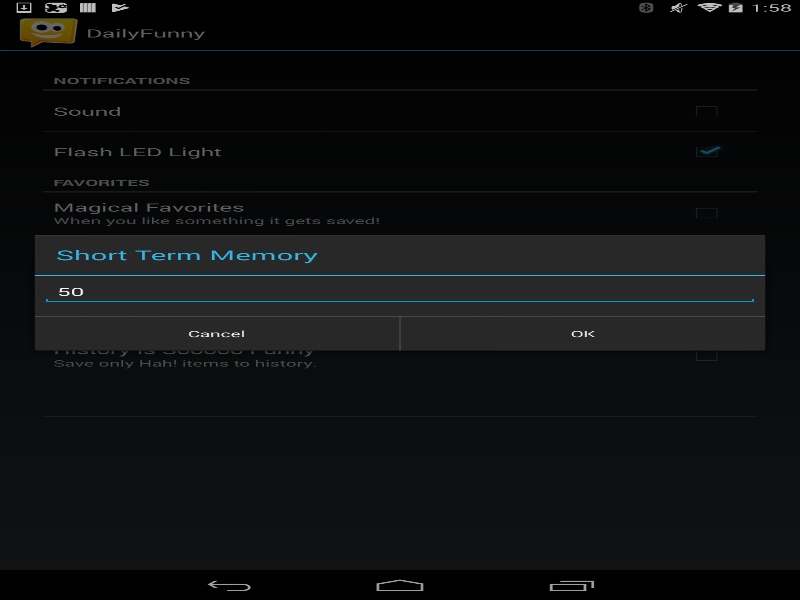 1:58
DailyFunny
NOTIFICATIONS
Sound
Flash LED Light
FAVORITES
Magical Favorites
When you like something it gets saved!
Short Term Memory
50
Cancel
OK
History is Sooooo Funny
Save only Hah! items to history.